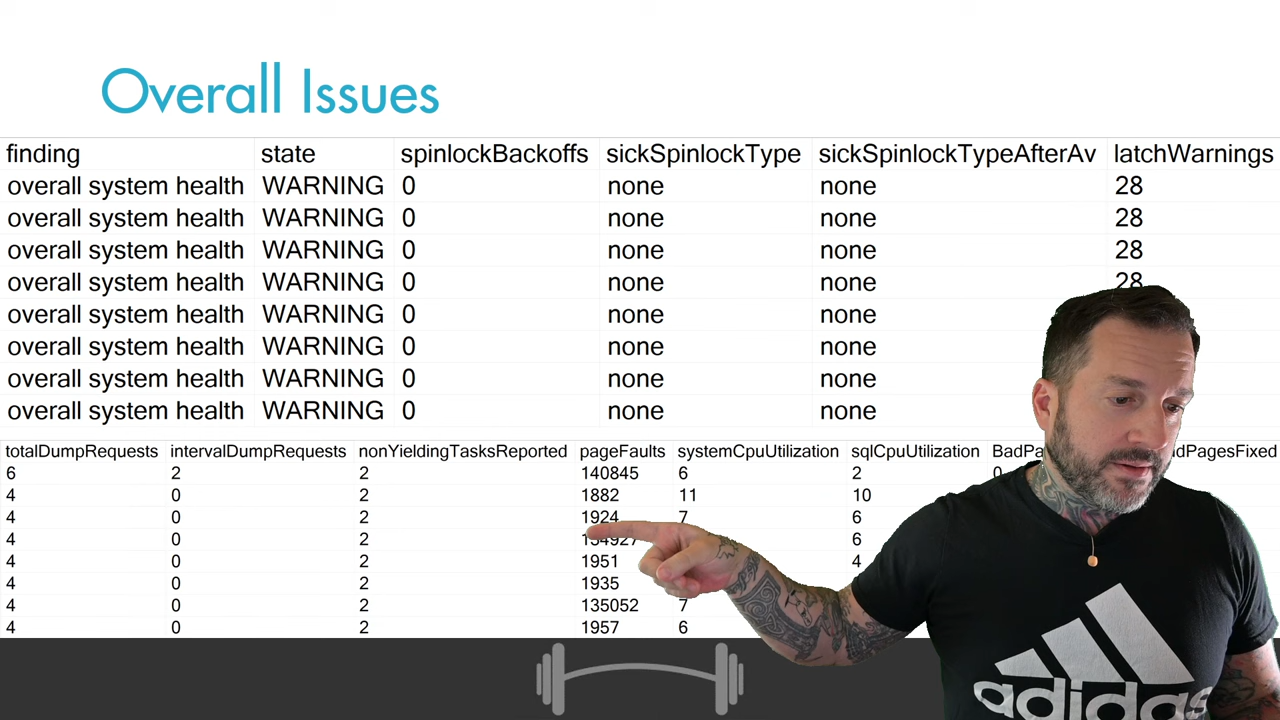 Overall Issues
finding state spinlockBackoffs sickSpinlockType sickSpinlockTypeAfterAv latchWarnings
overall system health WARNING 0 none none 28
overall system health WARNING 0 none none 28
overall system health WARNING 0 none none 28
overall system health WARNING 0 none none 28
overall system health WARNING 0 none none
overall system health WARNING 0 none none
overall system health WARNING 0 none none
overall system health WARNING 0 none none
totalDumpRequests intervalDumpRequests nonYieldingTasksReported pageFaults systemCpuUtilization sqlCpuUtilization
6 2 2 140845 6 2 0
4 0 2 1882 11 10
4 0 2 1924 7 6
4 0 2 134927 6
4 0 2 1951 4
4 0 2 1935
4 0 2 135052 7
4 0 2 1957 6
adidas